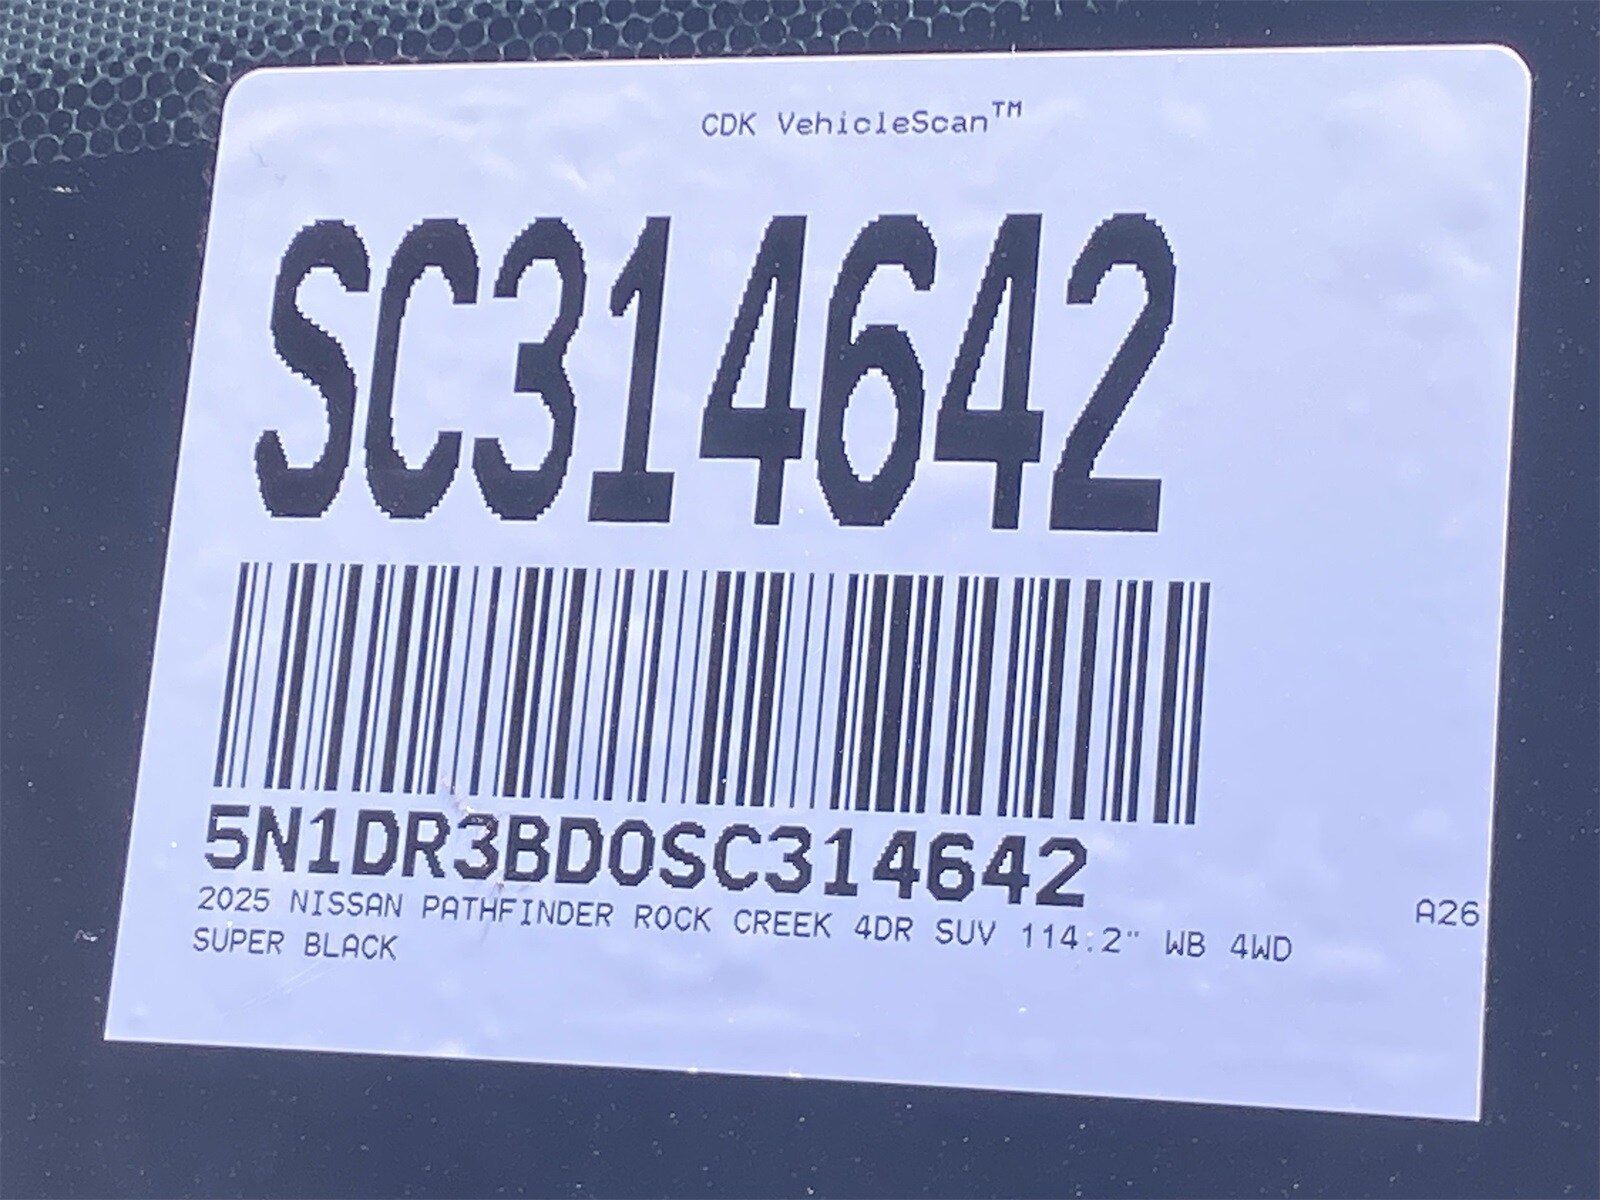 CDK VehicleScan™
SC314642
5N1DR3BD0SC314642
2025 NISSAN PATHFINDER ROCK CREEK 4DR SUV 114.2" WB 4WD
A26
SUPER BLACK